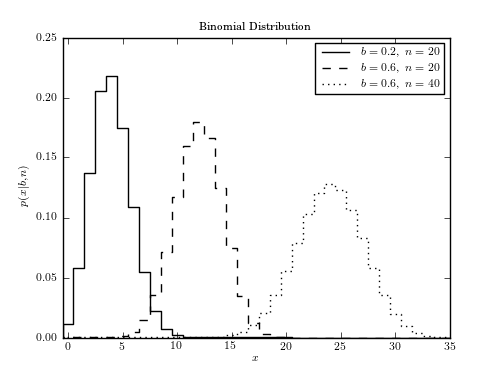 Binomial Distribution
0.25
0.20
0.15
0.10
0.05
0.00
p(x|b, n)
b = 0.2, n = 20
b = 0.6, n = 20
b = 0.6, n = 40
0 5 10 15 20 25 30 35
x